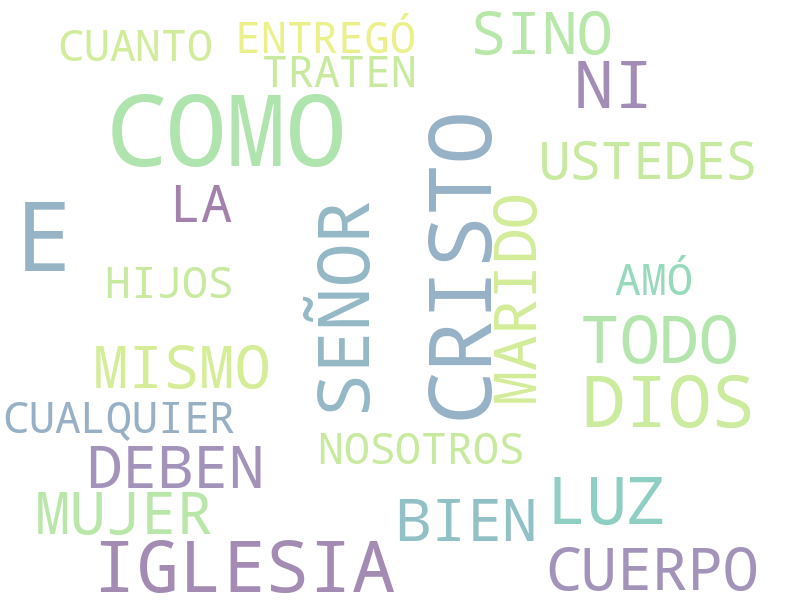 CUANTO
ENTREGÓ
SINO
TRATEN
NI
COMO
CRISTO
USTEDES
LA
E
SEÑOR
MARIDO
HIJOS
AMÓ
TODO
MISMO
DIOS
CUALQUIER
NOSOTROS
DEBEN
LUZ
MUJER
BIEN
IGLESIA
CUERPO